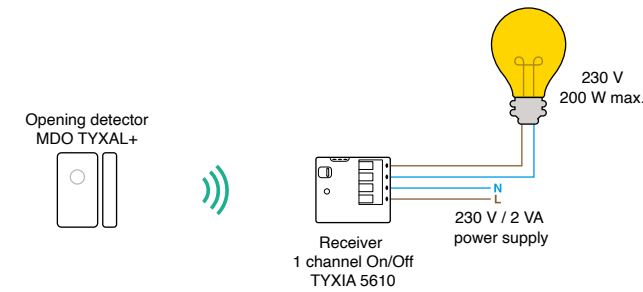 Opening detector
MDO TYXAL+
230 V
200 W max.
N
L
230 V / 2 VA
power supply
Receiver
1 channel On/Off
TYXIA 5610